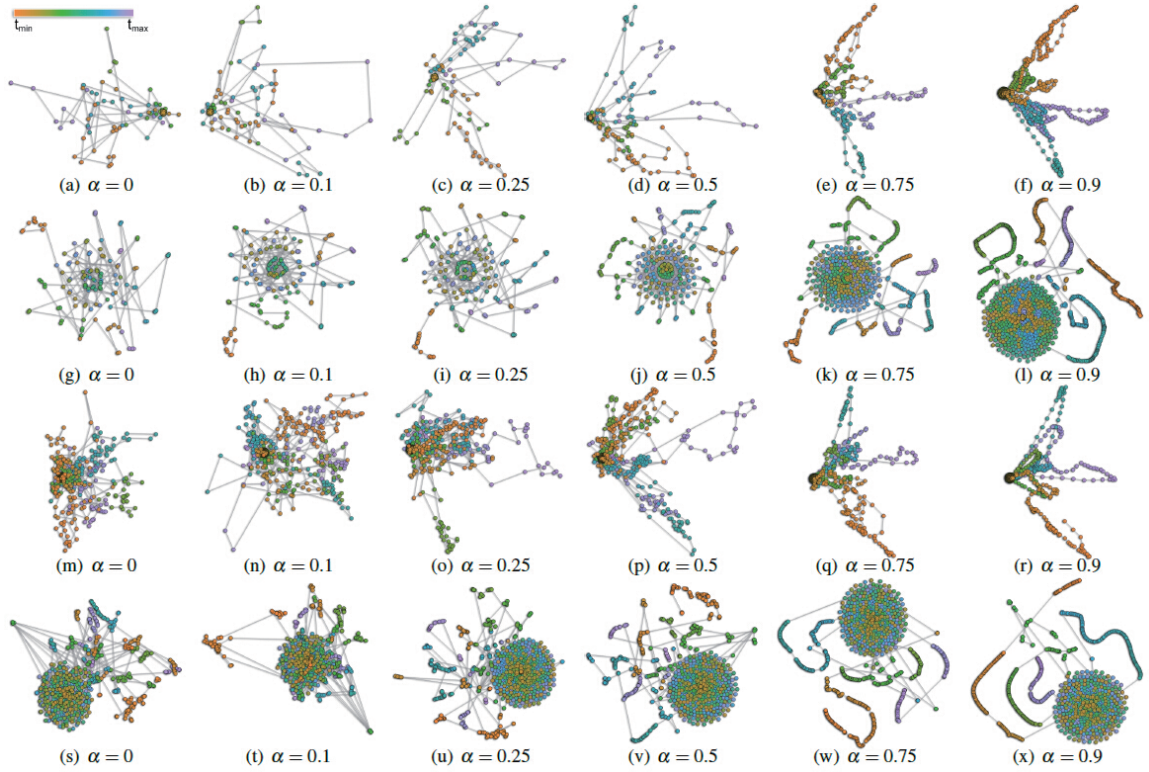 t_min t_max
(a) α = 0 (b) α = 0.1 (c) α = 0.25 (d) α = 0.5 (e) α = 0.75 (f) α = 0.9
(g) α = 0 (h) α = 0.1 (i) α = 0.25 (j) α = 0.5 (k) α = 0.75 (l) α = 0.9
(m) α = 0 (n) α = 0.1 (o) α = 0.25 (p) α = 0.5 (q) α = 0.75 (r) α = 0.9
(s) α = 0 (t) α = 0.1 (u) α = 0.25 (v) α = 0.5 (w) α = 0.75 (x) α = 0.9